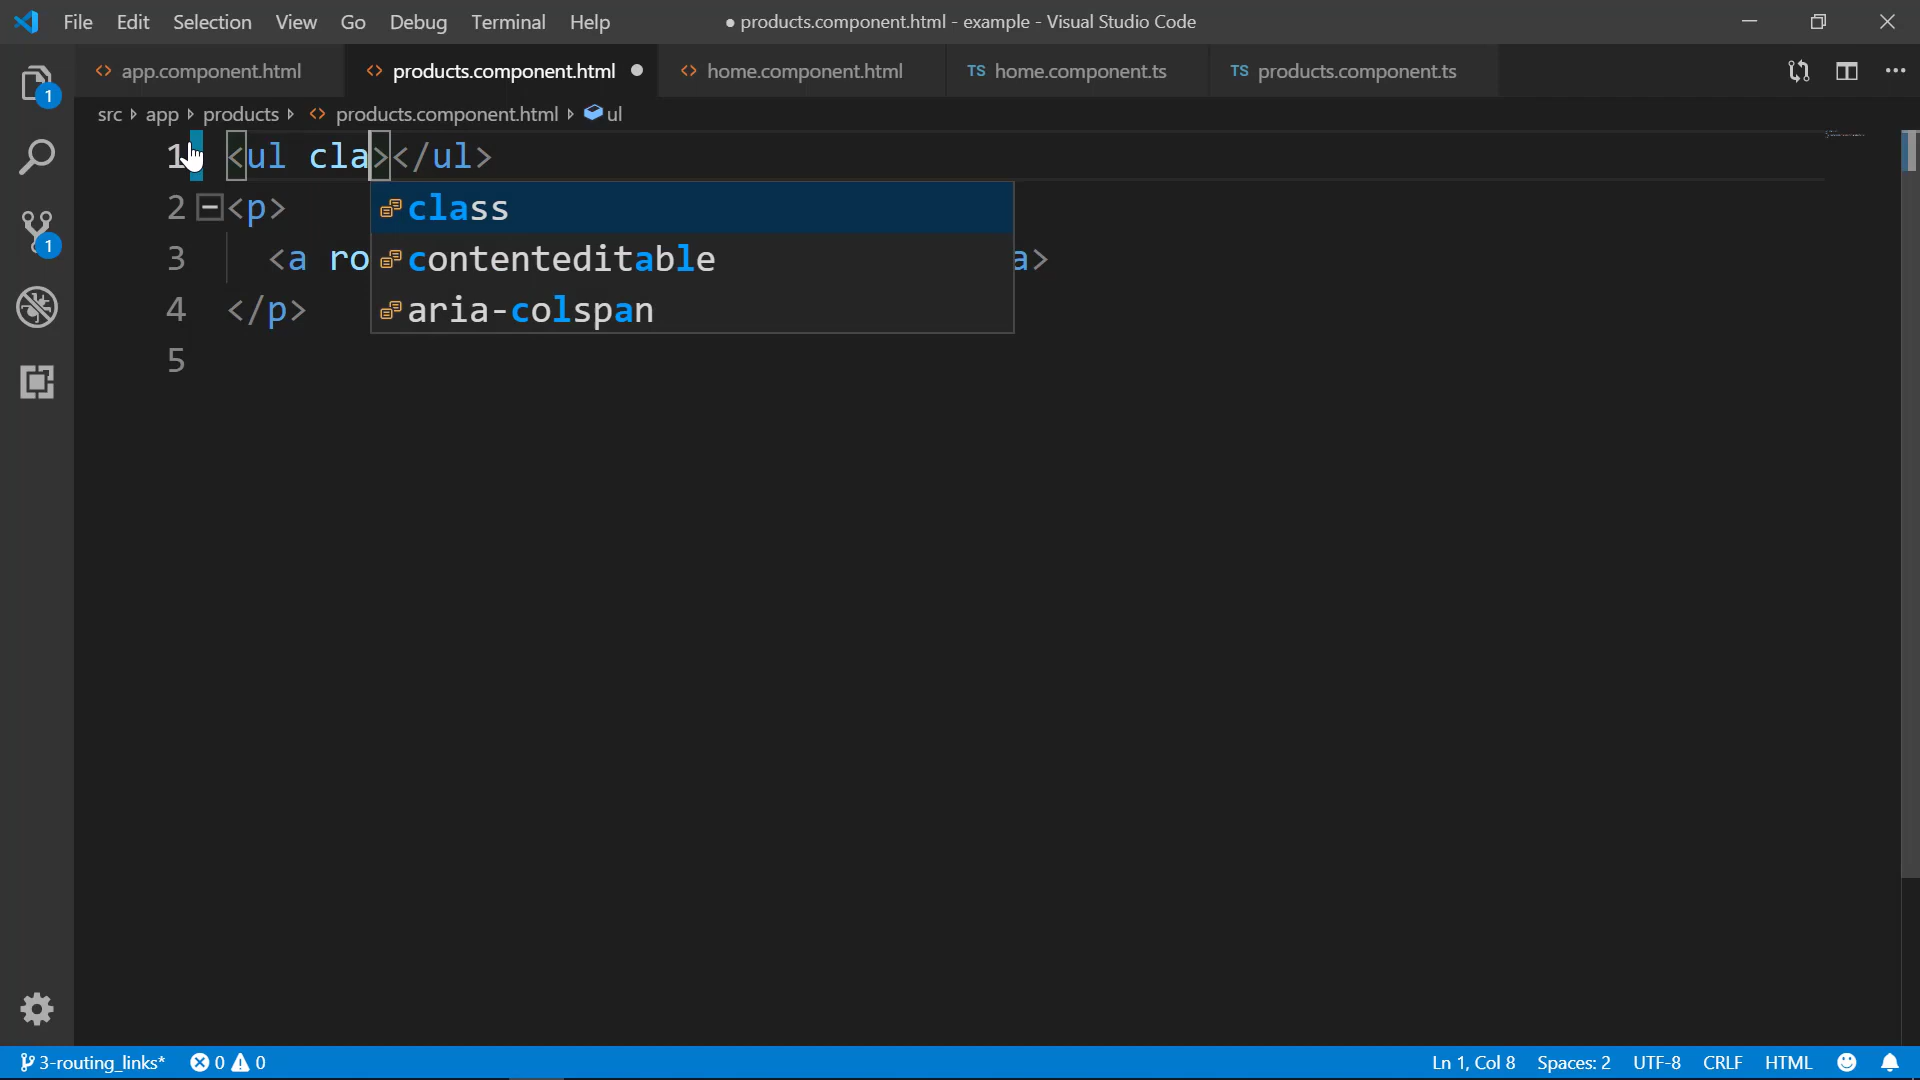 File Edit Selection View Go Debug Terminal Help ● products.component.html - example - Visual Studio Code
app.component.html products.component.html home.component.html TS home.component.ts TS products.component.ts
src app products products.component.html ul
1 <ul cla></ul>
2 <p> class
3 <a ro contenteditable a>
4 </p> aria-colspan
5
1
1
3-routing_links* 0 0 Ln 1, Col 8 Spaces: 2 UTF-8 CRLF HTML